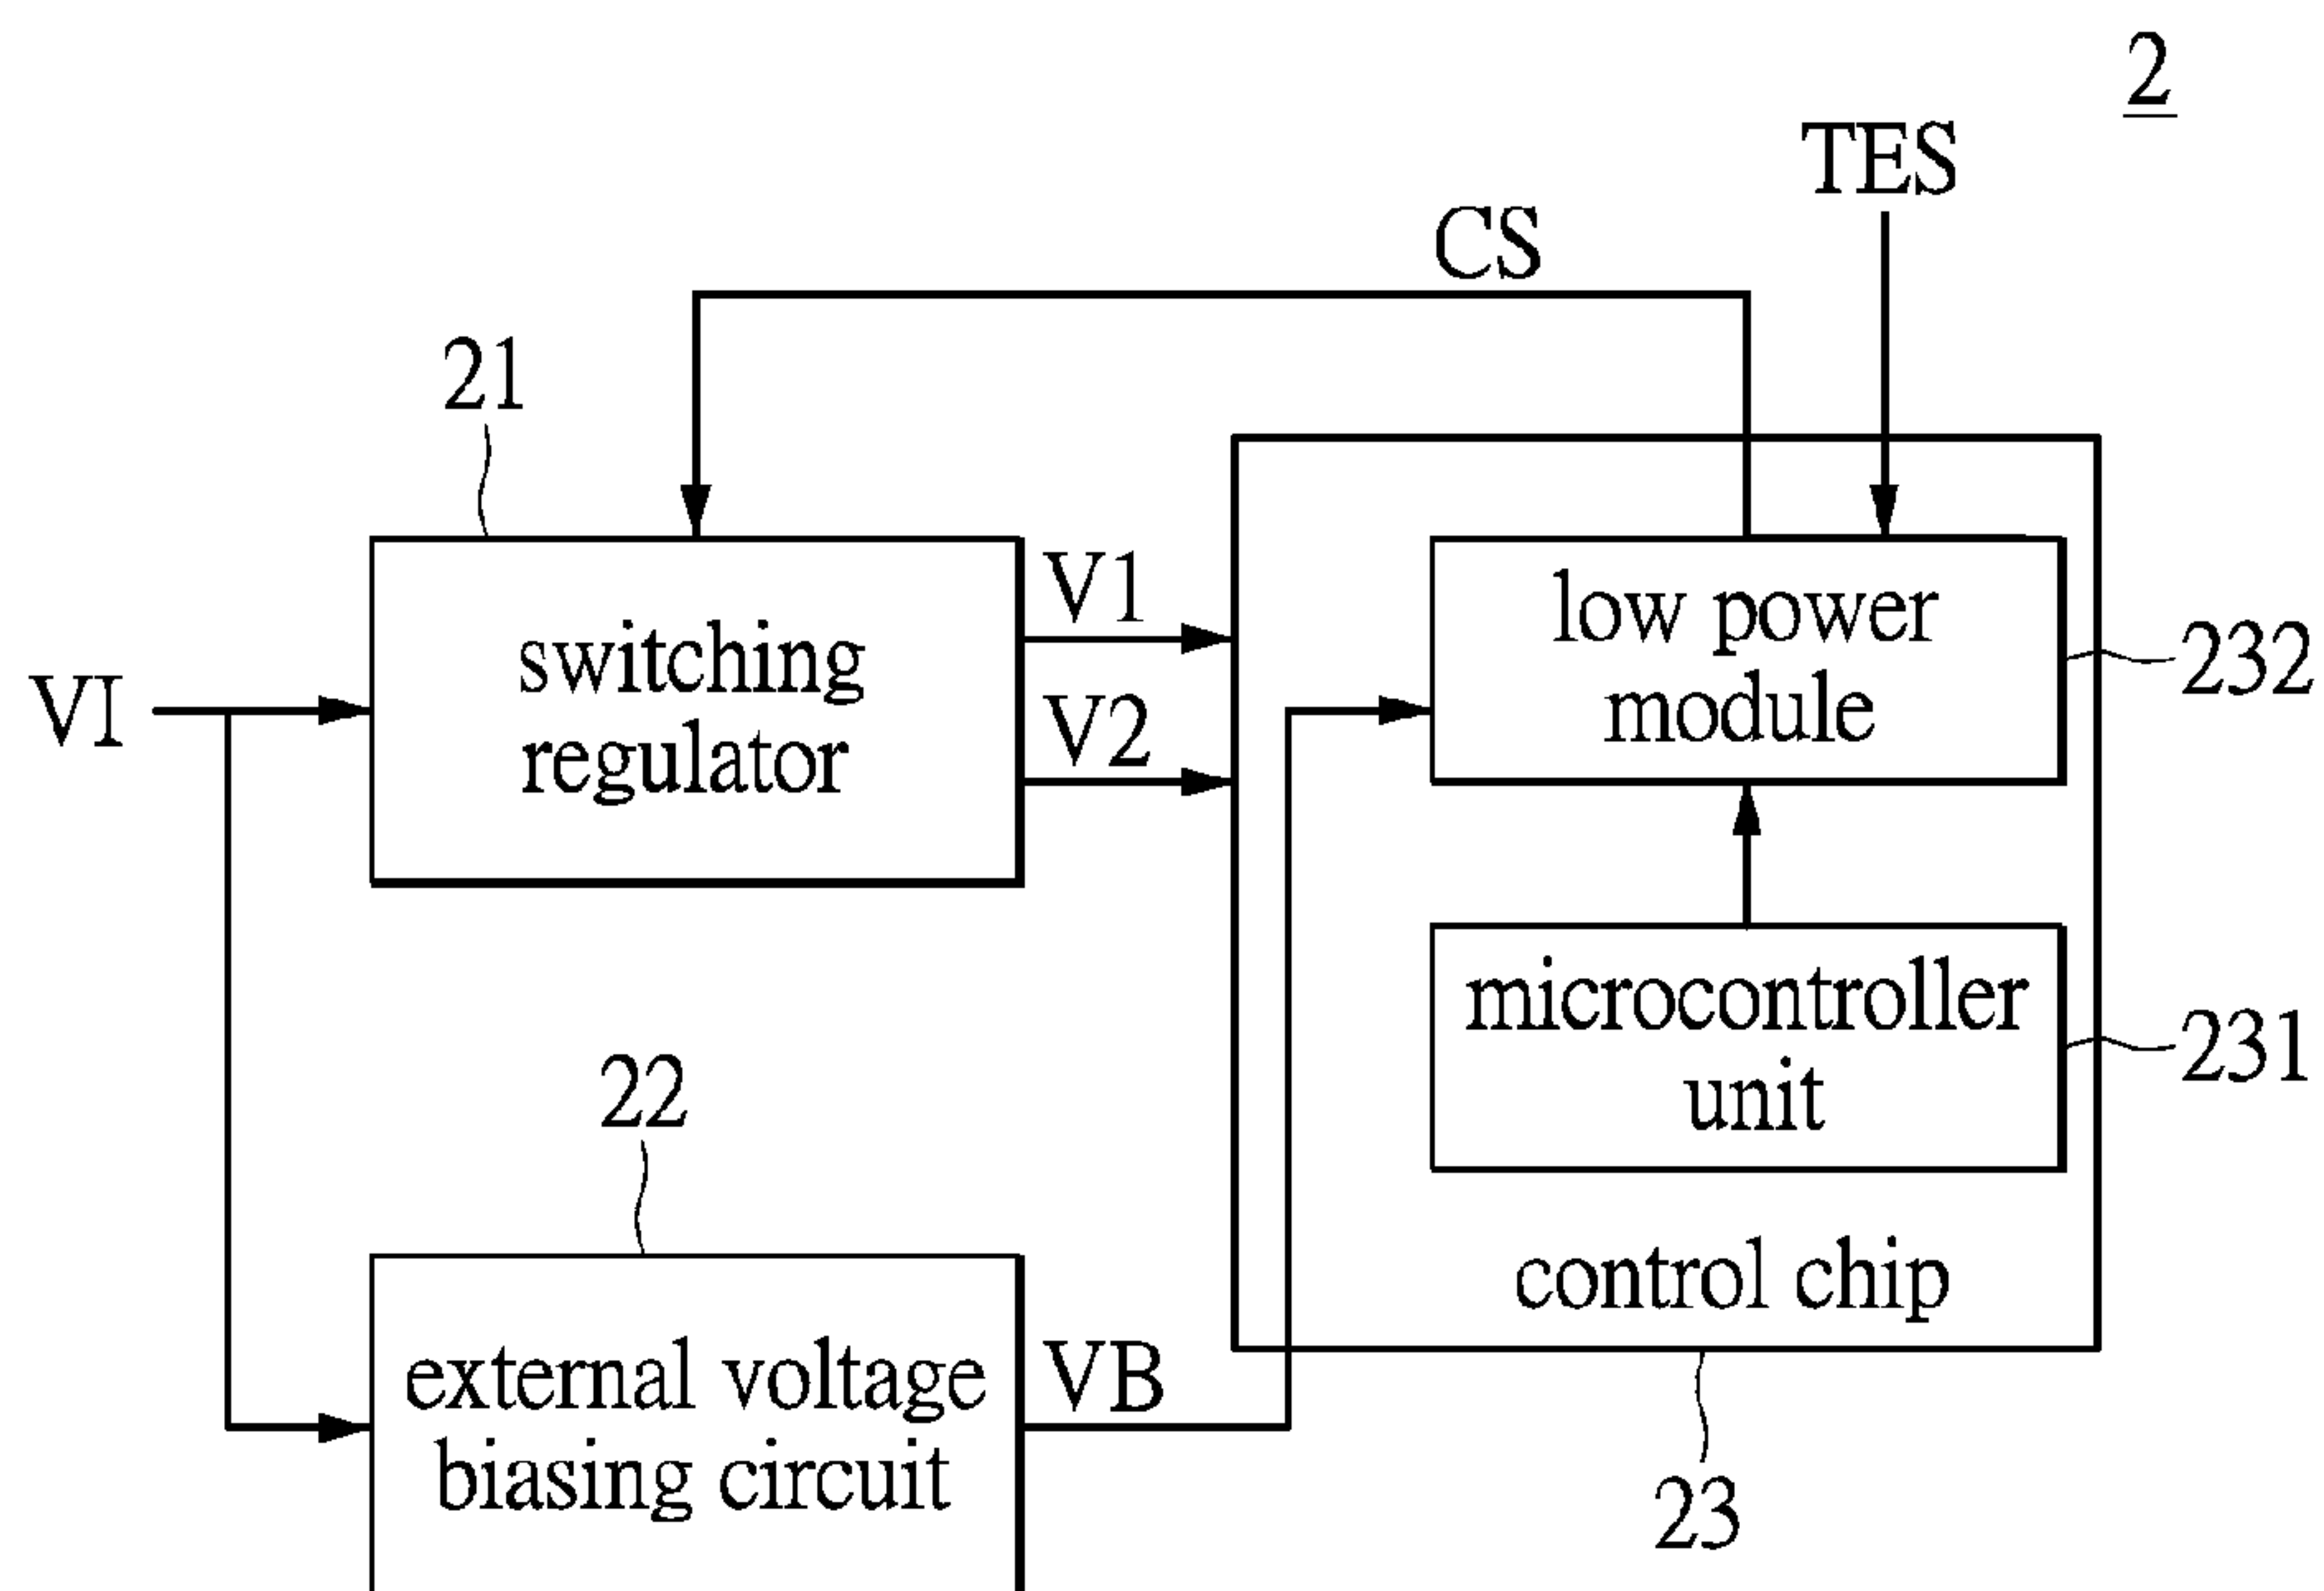 2
TES
CS
21
V1
low power
module
232
switching
regulator
VI
V2
microcontroller
unit
231
22
control chip
external voltage
biasing circuit
VB
23